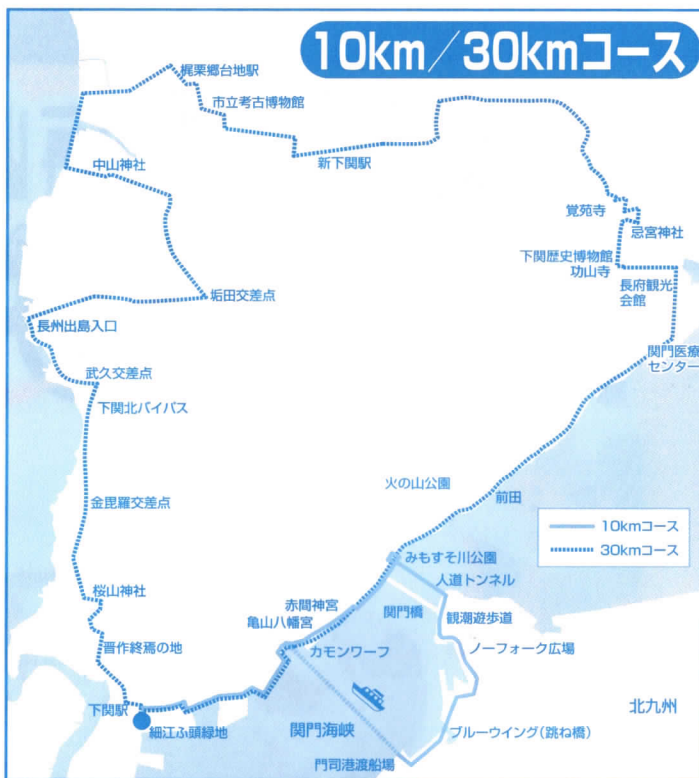 10km／30kmコース
梶栗郷台地駅
市立考古博物館
中山神社
新下関駅
覚苑寺
忌宮神社
下関歴史博物館
功山寺
長府観光
会館
垢田交差点
長州出島入口
関門医療
センター
武久交差点
下関北バイパス
火の山公園
前田
金毘羅交差点
10kmコース
30kmコース
みもすそ川公園
人道トンネル
桜山神社
赤間神宮
関門橋
観潮遊歩道
亀山八幡宮
晋作終焉の地
カモンワーフ
ノーフォーク広場
下関駅
細江ふ頭緑地
関門海峡
ブルーウイング(跳ね橋)
北九州
門司港渡船場